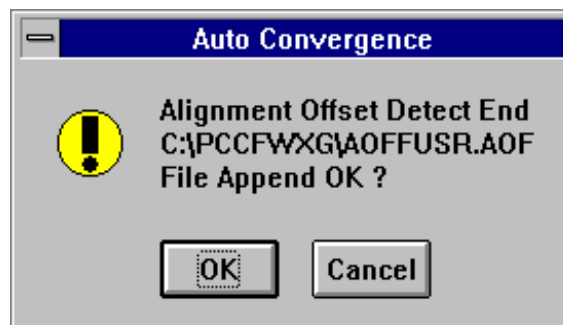 Auto Convergence
Alignment Offset Detect End
C:\PCCFWXG\AOFFUSR.AOF
File Append OK ?
OK
Cancel